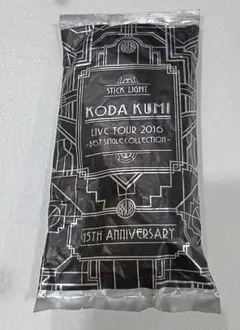 STICK LIGHT
KODA KUMI
LIVE TOUR 2016
~BEST SINGLE COLLECTION~
15TH ANNIVERSARY